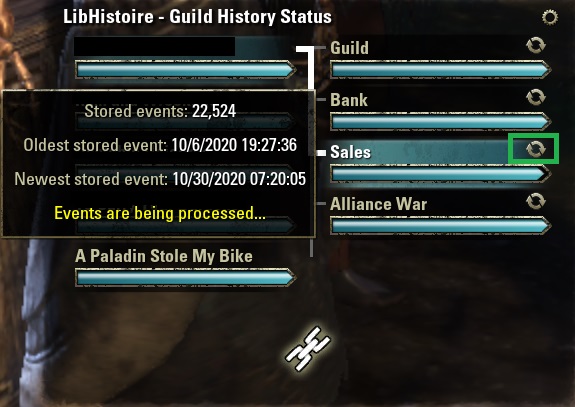 LibHistoire - Guild History Status
Guild
Stored events: 22,524
Bank
Oldest stored event: 10/6/2020 19:27:36
Sales
Newest stored event: 10/30/2020 07:20:05
Alliance War
Events are being processed...
A Paladin Stole My Bike